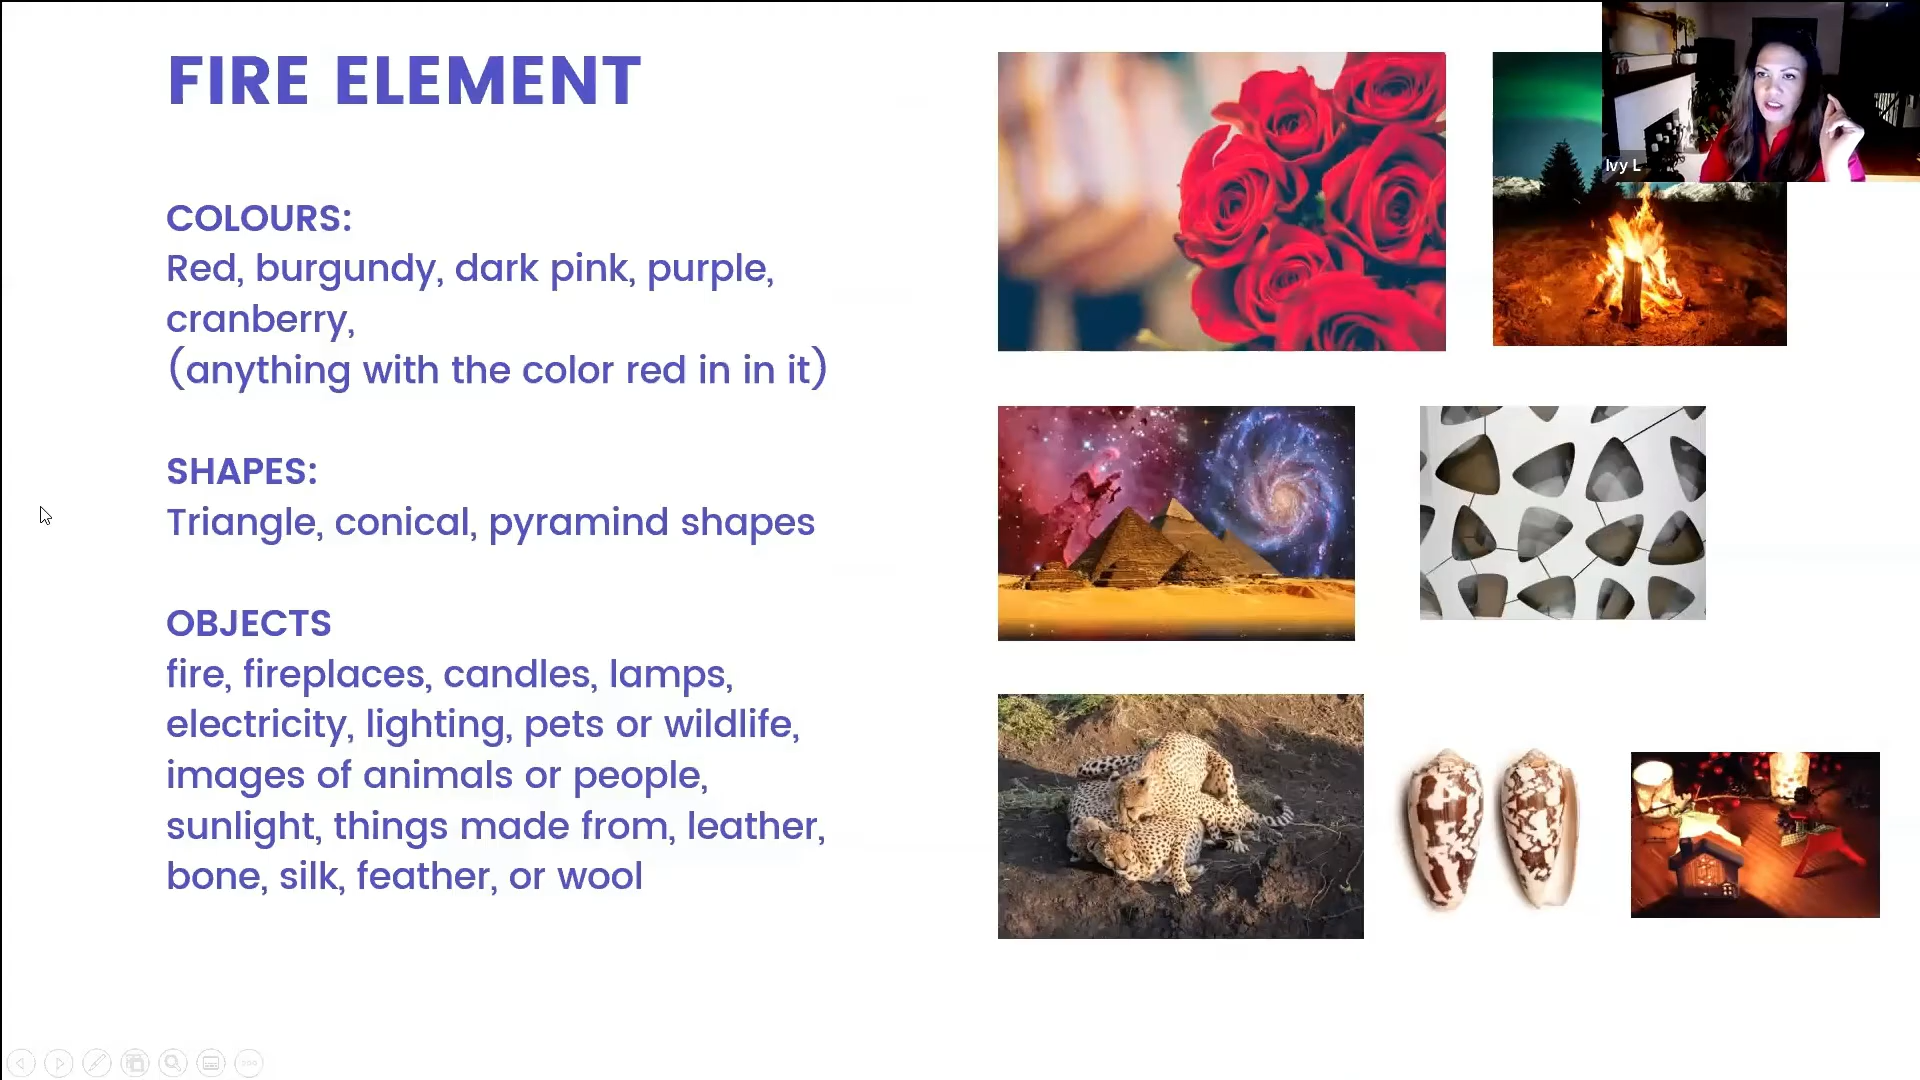 FIRE ELEMENT
COLOURS:
Red, burgundy, dark pink, purple,
cranberry,
(anything with the color red in in it)
SHAPES:
Triangle, conical, pyramind shapes
OBJECTS
fire, fireplaces, candles, lamps,
electricity, lighting, pets or wildlife,
images of animals or people,
sunlight, things made from, leather,
bone, silk, feather, or wool
Ivy L